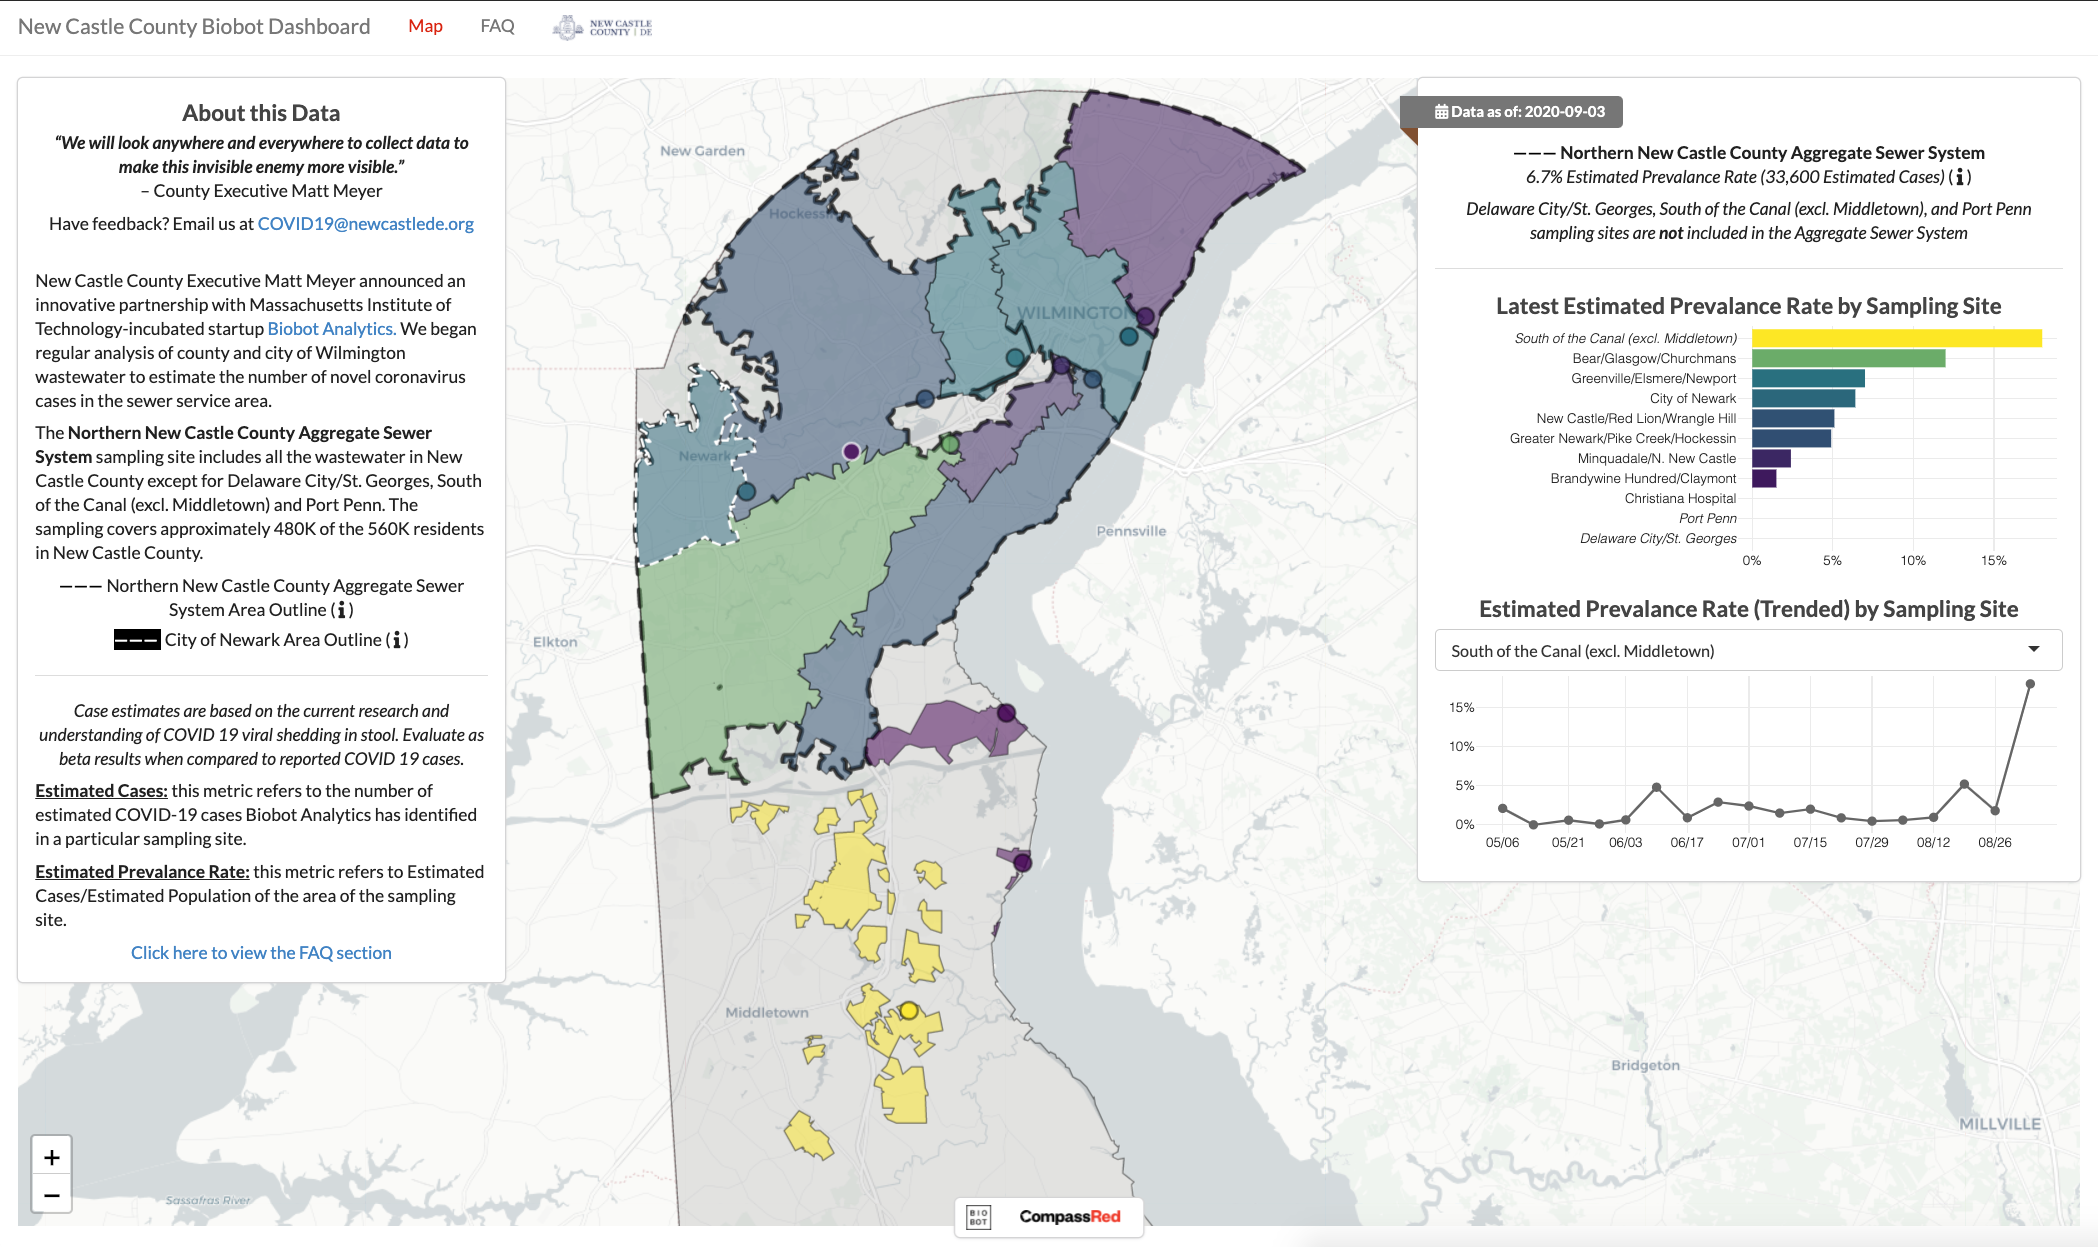 New Castle County Biobot Dashboard
Map
FAQ
NEW CASTLE
COUNTY | DE
About this Data
“We will look anywhere and everywhere to collect data to
make this invisible enemy more visible.”
– County Executive Matt Meyer
Have feedback? Email us at COVID19@newcastlede.org
New Castle County Executive Matt Meyer announced an
innovative partnership with Massachusetts Institute of
Technology-incubated startup Biobot Analytics. We began
regular analysis of county and city of Wilmington
wastewater to estimate the number of novel coronavirus
cases in the sewer service area.
The Northern New Castle County Aggregate Sewer
System sampling site includes all the wastewater in New
Castle County except for Delaware City/St. Georges, South
of the Canal (excl. Middletown) and Port Penn. The
sampling covers approximately 480K of the 560K residents
in New Castle County.
––– Northern New Castle County Aggregate Sewer
System Area Outline (i)
––– City of Newark Area Outline (i)
Case estimates are based on the current research and
understanding of COVID 19 viral shedding in stool. Evaluate as
beta results when compared to reported COVID 19 cases.
Estimated Cases: this metric refers to the number of
estimated COVID-19 cases Biobot Analytics has identified
in a particular sampling site.
Estimated Prevalance Rate: this metric refers to Estimated
Cases/Estimated Population of the area of the sampling
site.
Click here to view the FAQ section
+
−
Sassafras River
New Garden
Hockessin
WILMINGTON
Newark
Pennsville
Elkton
Middletown
Bridgeton
MILLVILLE
BIO
BOT
CompassRed
Data as of: 2020-09-03
––– Northern New Castle County Aggregate Sewer System
6.7% Estimated Prevalance Rate (33,600 Estimated Cases) (i)
Delaware City/St. Georges, South of the Canal (excl. Middletown), and Port Penn
sampling sites are not included in the Aggregate Sewer System
Latest Estimated Prevalance Rate by Sampling Site
South of the Canal (excl. Middletown)
Bear/Glasgow/Churchmans
Greenville/Elsmere/Newport
City of Newark
New Castle/Red Lion/Wrangle Hill
Greater Newark/Pike Creek/Hockessin
Minquadale/N. New Castle
Brandywine Hundred/Claymont
Christiana Hospital
Port Penn
Delaware City/St. Georges
0% 5% 10% 15%
Estimated Prevalance Rate (Trended) by Sampling Site
South of the Canal (excl. Middletown)
15%
10%
5%
0%
05/06 05/21 06/03 06/17 07/01 07/15 07/29 08/12 08/26